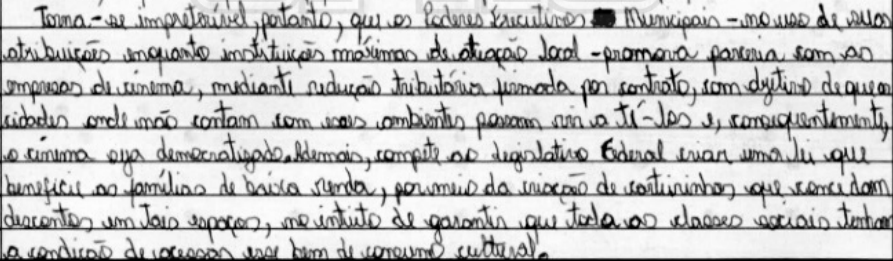 Torna-se impreterível, portanto, que os Poderes Executivos Municipais - no uso de suas
atribuições enquanto instituições máximas de atuação local - promova parceria com as
empresas de cinema, mediante redução tributária firmada por contrato, com objetivo de que as
cidades onde não contam com esses ambientes possam vir a tê-los e, consequentemente,
o cinema seja democratizado. Ademais, compete ao Legislativo Federal criar uma lei que
beneficie as famílias de baixa renda, por meio da criação de carteirinhas que concedam
descontos em tais espaços, no intuito de garantir que toda as classes sociais tenham
a condição de acessar esse bem de consumo cultural.